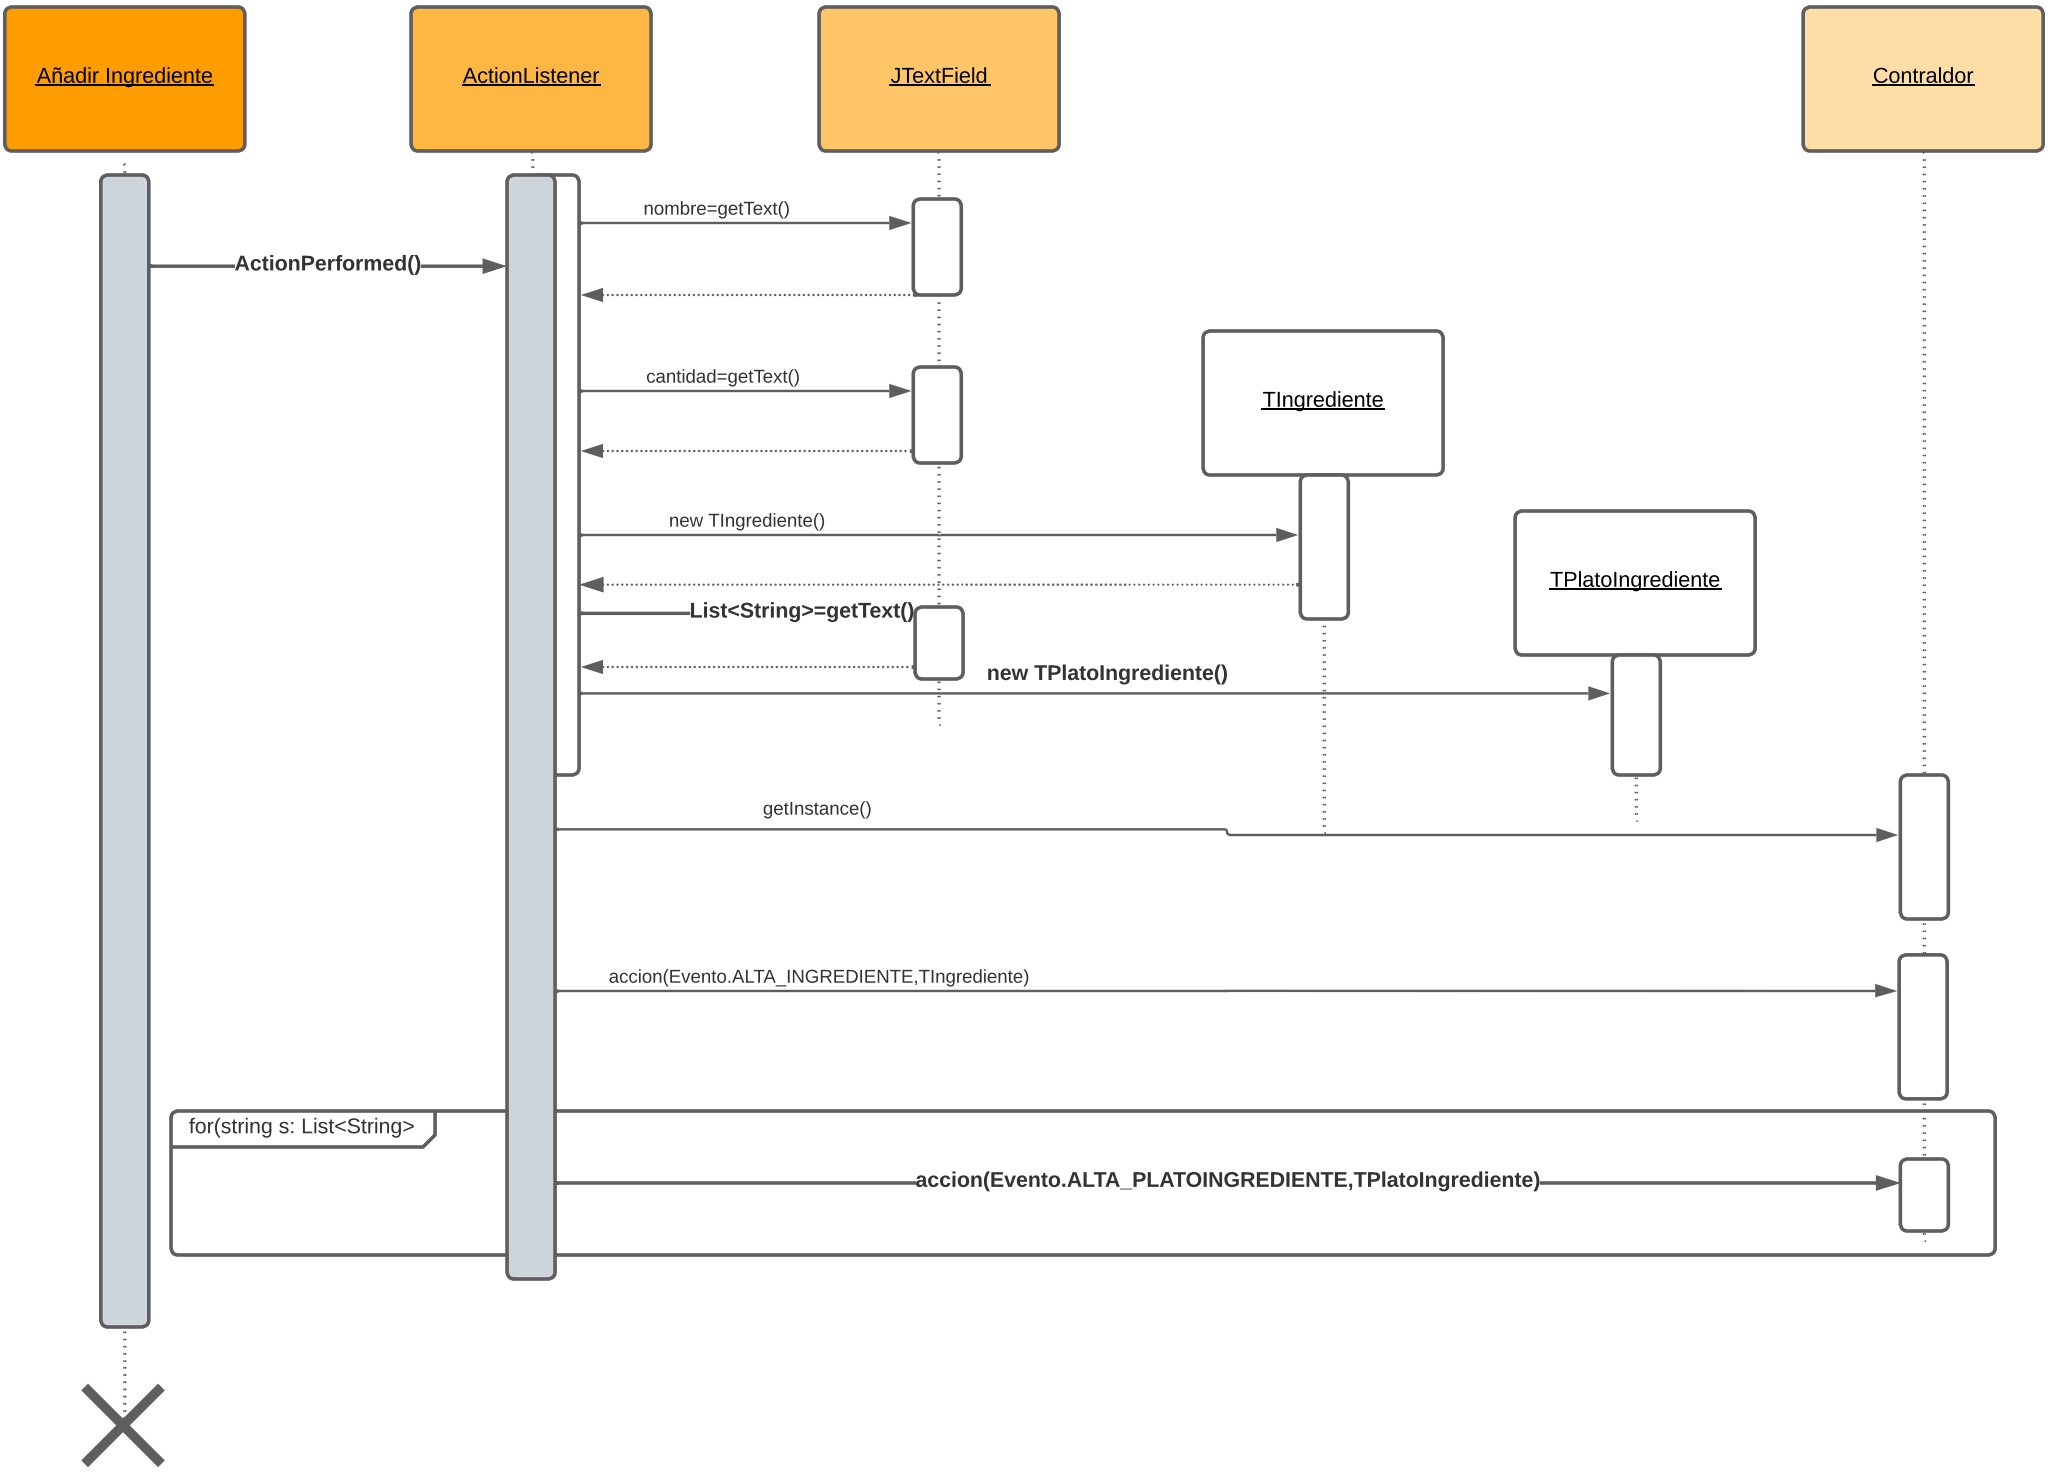 Añadir Ingrediente
ActionListener
JTextField
Contraldor
nombre=getText()
ActionPerformed()
cantidad=getText()
TIngrediente
new TIngrediente()
TPlatoIngrediente
List<String>=getText()
new TPlatoIngrediente()
getInstance()
accion(Evento.ALTA_INGREDIENTE,TIngrediente)
for(string s: List<String>
accion(Evento.ALTA_PLATOINGREDIENTE,TPlatoIngrediente)